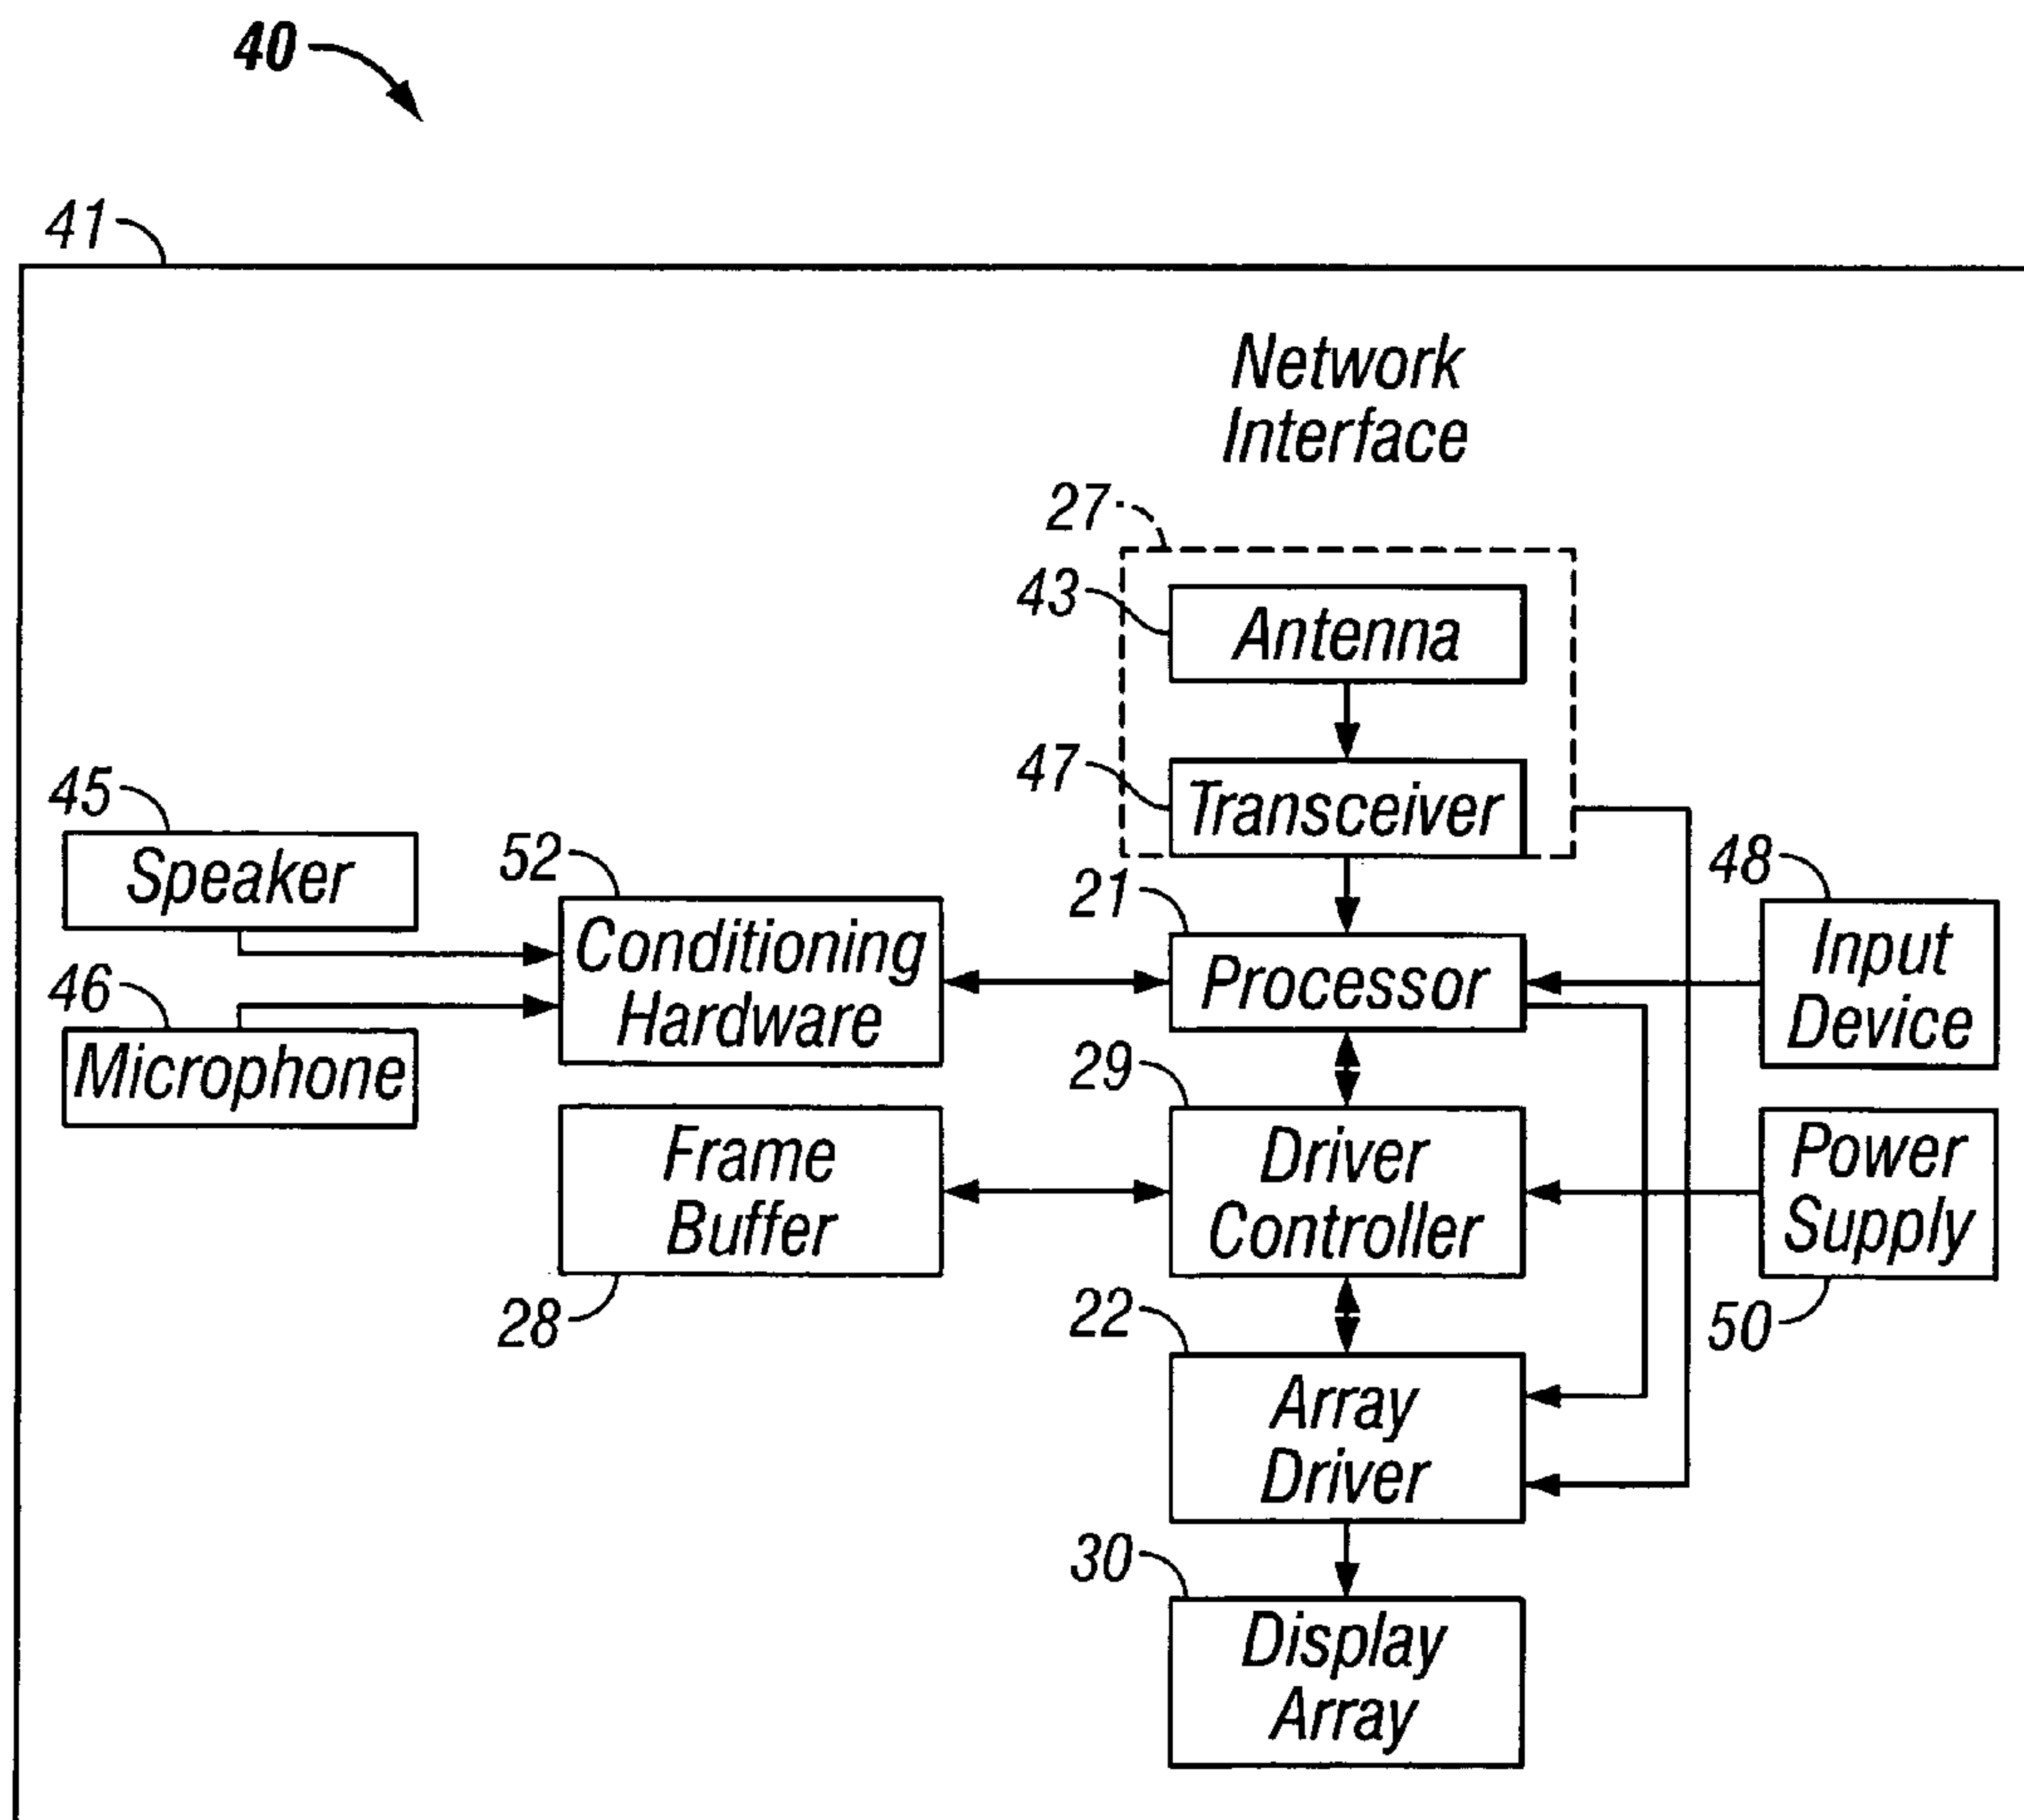 40
41
Network
Interface
27
43
Antenna
47
Transceiver
45
Speaker
52
Conditioning
Hardware
21
Processor
48
Input
Device
46
Microphone
29
Driver
Controller
Frame
Buffer
28
Power
Supply
50
22
Array
Driver
30
Display
Array